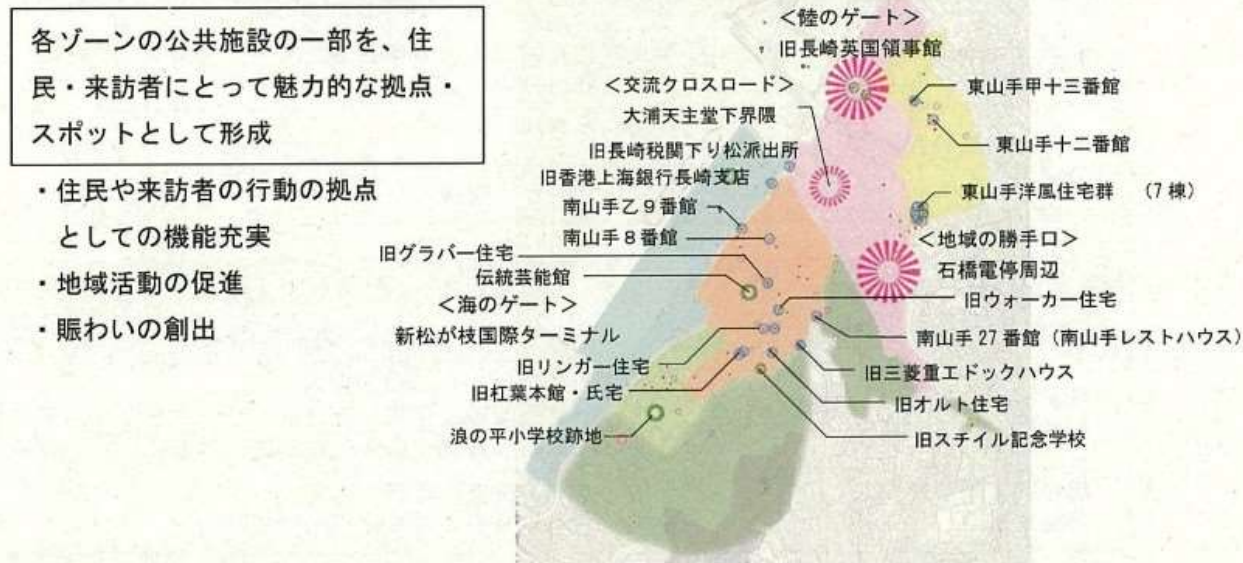 各ゾーンの公共施設の一部を、住
民・来訪者にとって魅力的な拠点・
スポットとして形成
・住民や来訪者の行動の拠点
としての機能充実
・地域活動の促進
・賑わいの創出
＜陸のゲート＞
旧長崎英国領事館
＜交流クロスロード＞
大浦天主堂下界隈
旧長崎税関下り松派出所
旧香港上海銀行長崎支店
南山手乙９番館
南山手８番館
旧グラバー住宅
伝統芸能館
＜海のゲート＞
新松が枝国際ターミナル
旧リンガー住宅
旧杠葉本館・氏宅
浪の平小学校跡地
東山手甲十三番館
東山手十二番館
東山手洋風住宅群　（7 棟）
＜地域の勝手口＞
石橋電停周辺
旧ウォーカー住宅
南山手 27 番館（南山手レストハウス）
旧三菱重工ドックハウス
旧オルト住宅
旧スチイル記念学校